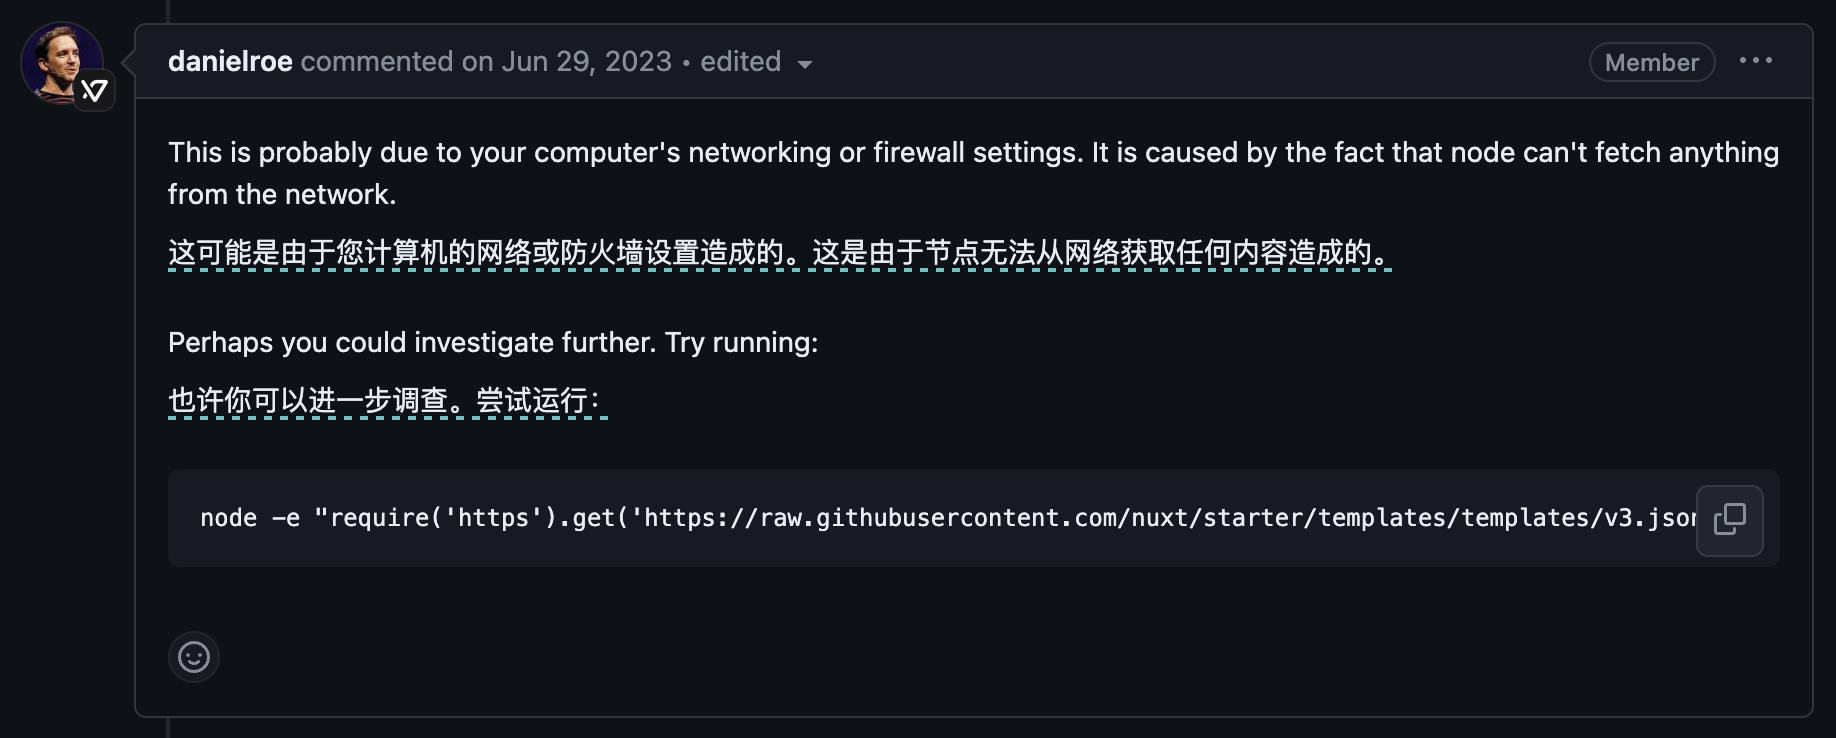 danielroe commented on Jun 29, 2023 • edited
Member
This is probably due to your computer's networking or firewall settings. It is caused by the fact that node can't fetch anything
from the network.
这可能是由于您计算机的网络或防火墙设置造成的。这是由于节点无法从网络获取任何内容造成的。
Perhaps you could investigate further. Try running:
也许你可以进一步调查。尝试运行：
node -e "require('https').get('https://raw.githubusercontent.com/nuxt/starter/templates/templates/v3.json